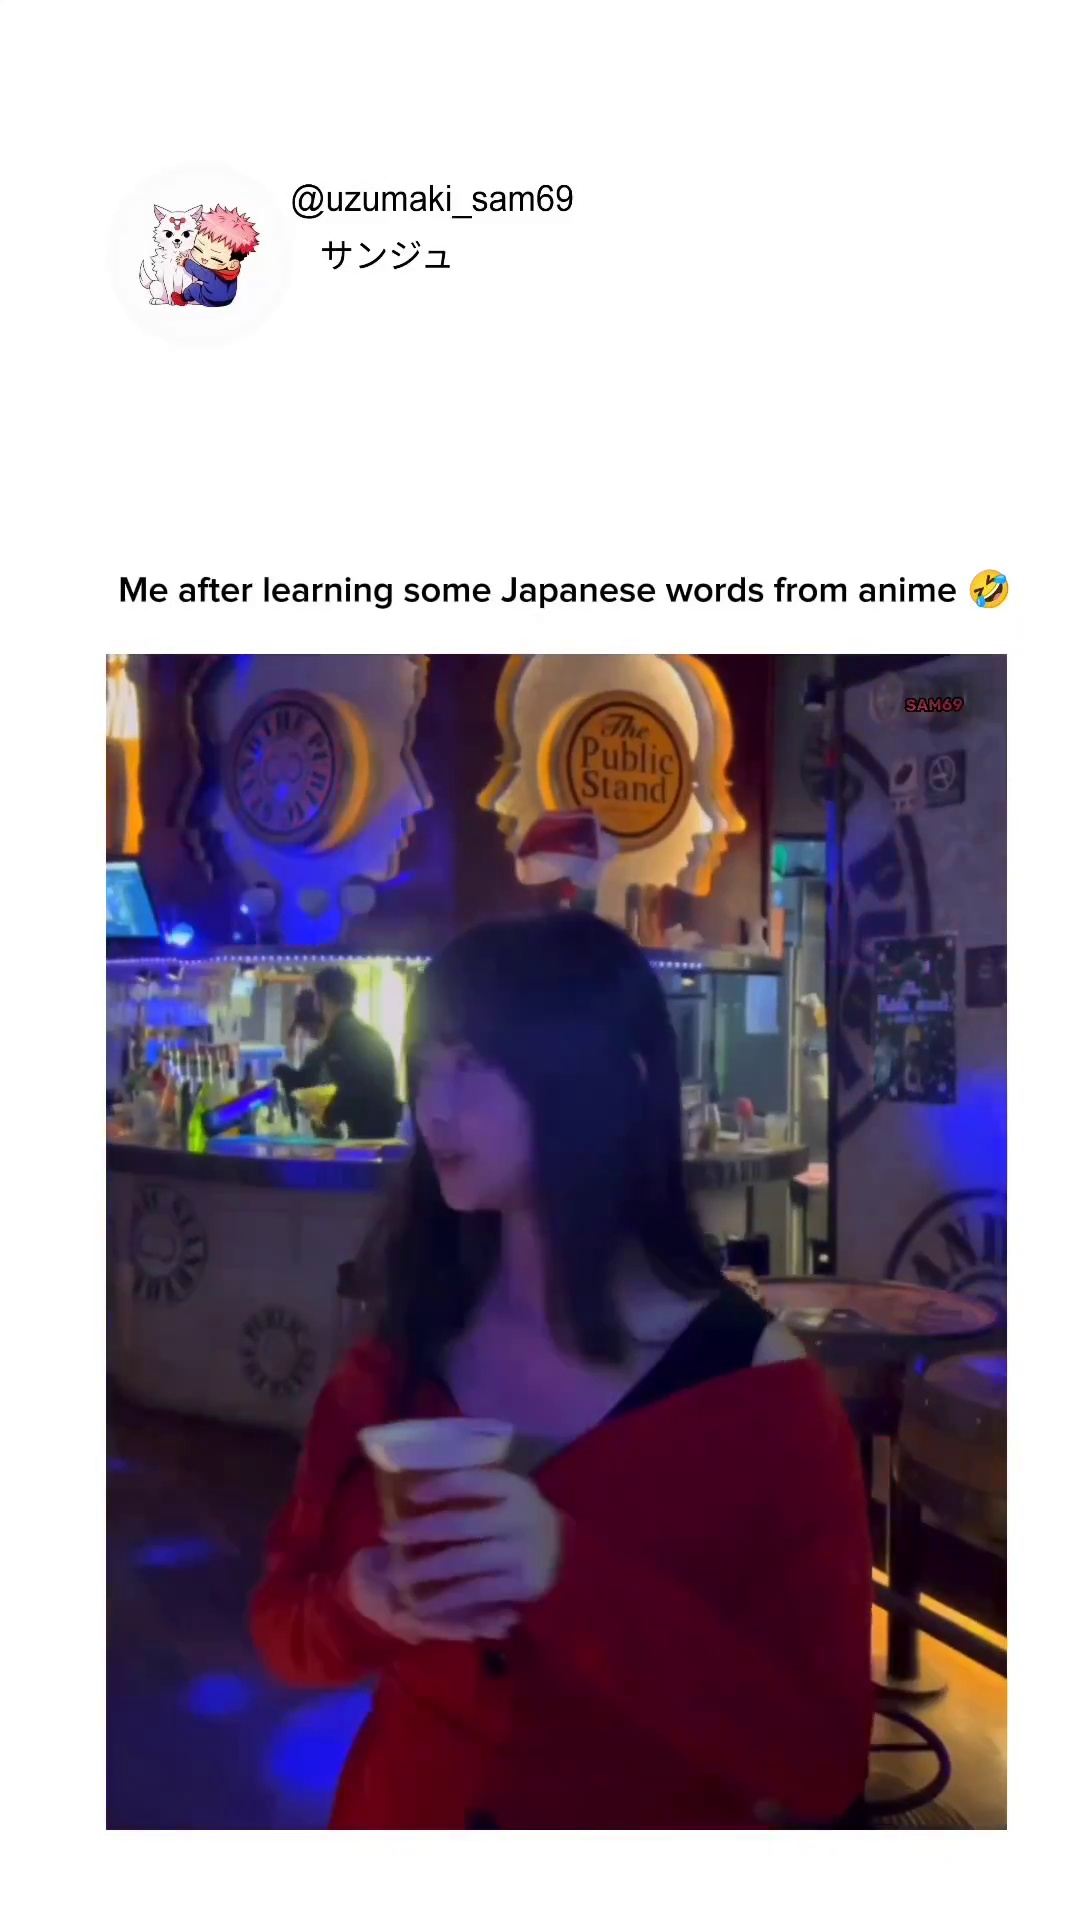 @uzumaki_sam69
サンジュ
Me after learning some Japanese words from anime 🤣
SAM69
The
Public
Stand